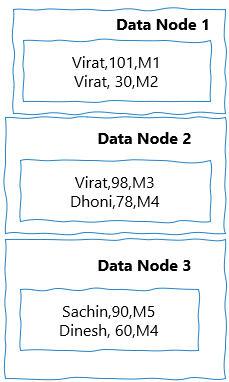 Data Node 1
Virat,101,M1
Virat, 30,M2
Data Node 2
Virat,98,M3
Dhoni,78,M4
Data Node 3
Sachin,90,M5
Dinesh, 60,M4